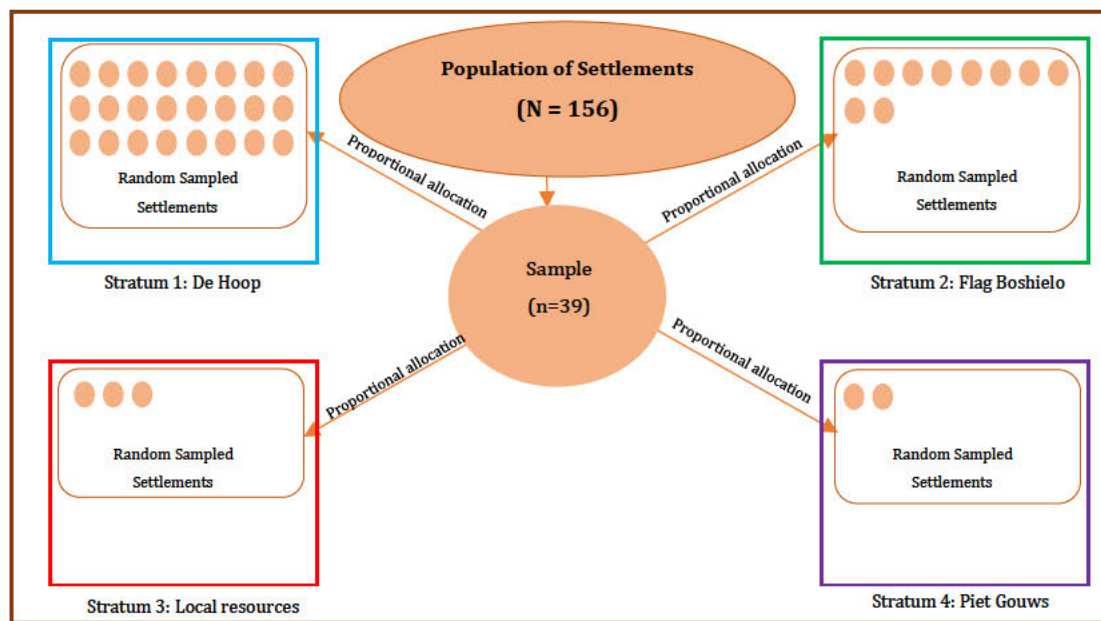 Population of Settlements
(N = 156)
Random Sampled
Settlements
Stratum 1: De Hoop
Proportional allocation
Proportional allocation
Random Sampled
Settlements
Stratum 2: Flag Boshielo
Sample
(n=39)
Proportional allocation
Proportional allocation
Random Sampled
Settlements
Stratum 3: Local resources
Random Sampled
Settlements
Stratum 4: Piet Gouws